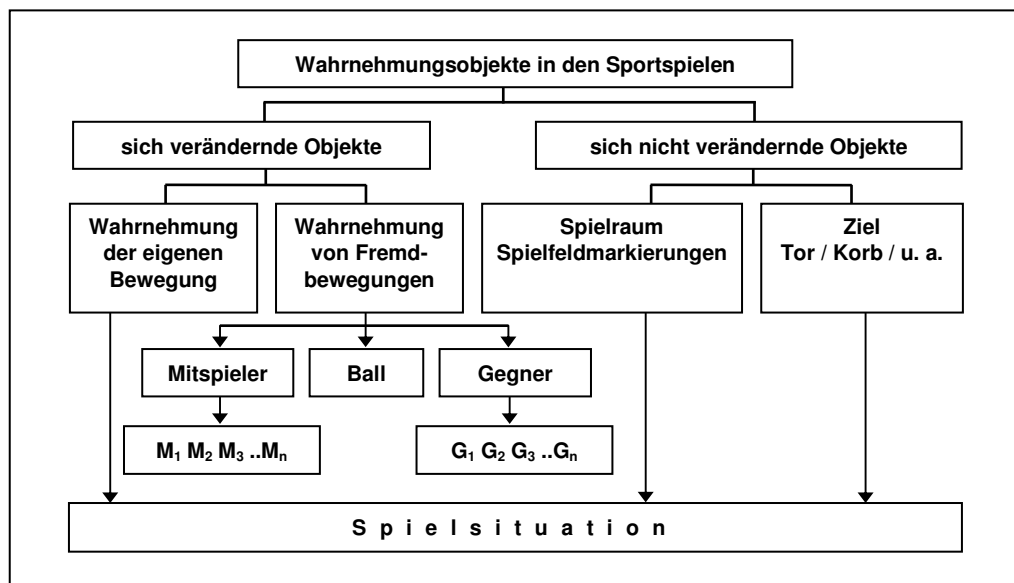 Wahrnehmungsobjekte in den Sportspielen
sich verändernde Objekte
sich nicht verändernde Objekte
Wahrnehmung
der eigenen
Bewegung
Wahrnehmung
von Fremd-
bewegungen
Spielraum
Spielfeldmarkierungen
Ziel
Tor / Korb / u. a.
Mitspieler
Ball
Gegner
M₁ M₂ M₃ ..Mₙ
G₁ G₂ G₃ ..Gₙ
S p i e l s i t u a t i o n